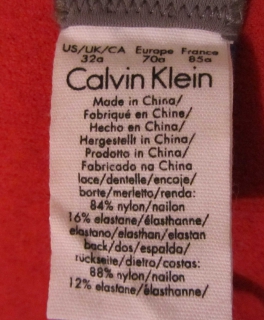 US/UK/CA Europe France
32a 70a 85a
Calvin Klein
Made in China/
Fabriqué en Chine/
Hecho en China/
Hergestellt in China/
Prodotto in China/
Fabricado na China
lace/dentelle/encaje/
borte/merletto/renda:
84% nylon/nailon
16% elastane/élasthanne/
elastano/elasthan/elastan
back/dos/espalda/
rückseite/dietro/costas:
88% nylon/nailon
12% elastane/élasthanne/